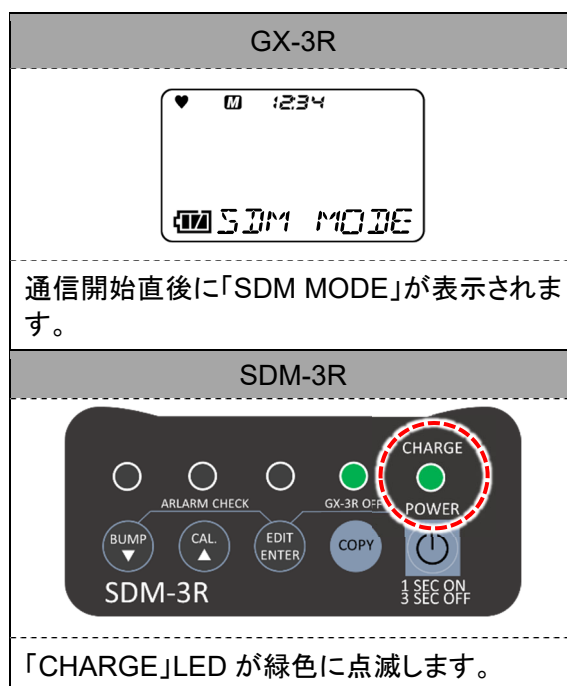 GX-3R
M 12:34
SDM MODE
通信開始直後に「SDM MODE」が表示されま
す。
SDM-3R
CHARGE
ARLARM CHECK GX-3R OFF POWER
BUMP CAL. EDIT ENTER COPY
SDM-3R
1 SEC ON
3 SEC OFF
「CHARGE」LED が緑色に点滅します。